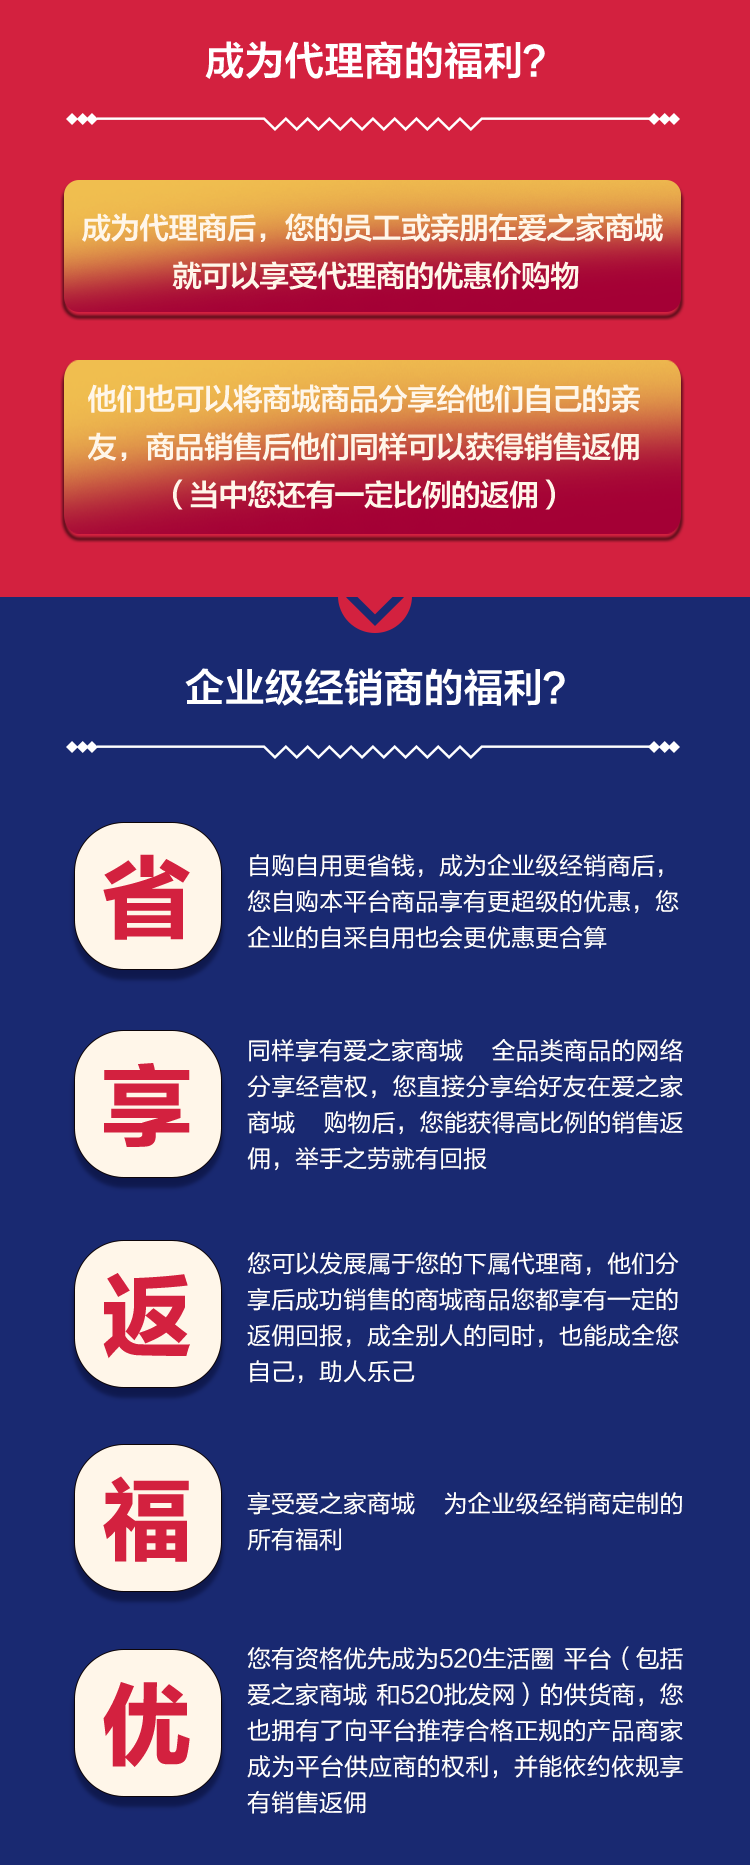 成为代理商的福利?
成为代理商后，您的员工或亲朋在爱之家商城
就可以享受代理商的优惠价购物
他们也可以将商城商品分享给他们自己的亲
友，商品销售后他们同样可以获得销售返佣
（当中您还有一定比例的返佣）
企业级经销商的福利?
省
自购自用更省钱，成为企业级经销商后，
您自购本平台商品享有更超级的优惠，您
企业的自采自用也会更优惠更合算
享
同样享有爱之家商城 全品类商品的网络
分享经营权，您直接分享给好友在爱之家
商城 购物后，您能获得高比例的销售返
佣，举手之劳就有回报
返
您可以发展属于您的下属代理商，他们分
享后成功销售的商城商品您都享有一定的
返佣回报，成全别人的同时，也能成全您
自己，助人乐己
福
享受爱之家商城 为企业级经销商定制的
所有福利
优
您有资格优先成为520生活圈 平台（包括
爱之家商城 和520批发网）的供货商，您
也拥有了向平台推荐合格正规的产品商家
成为平台供应商的权利，并能依约依规享
有销售返佣